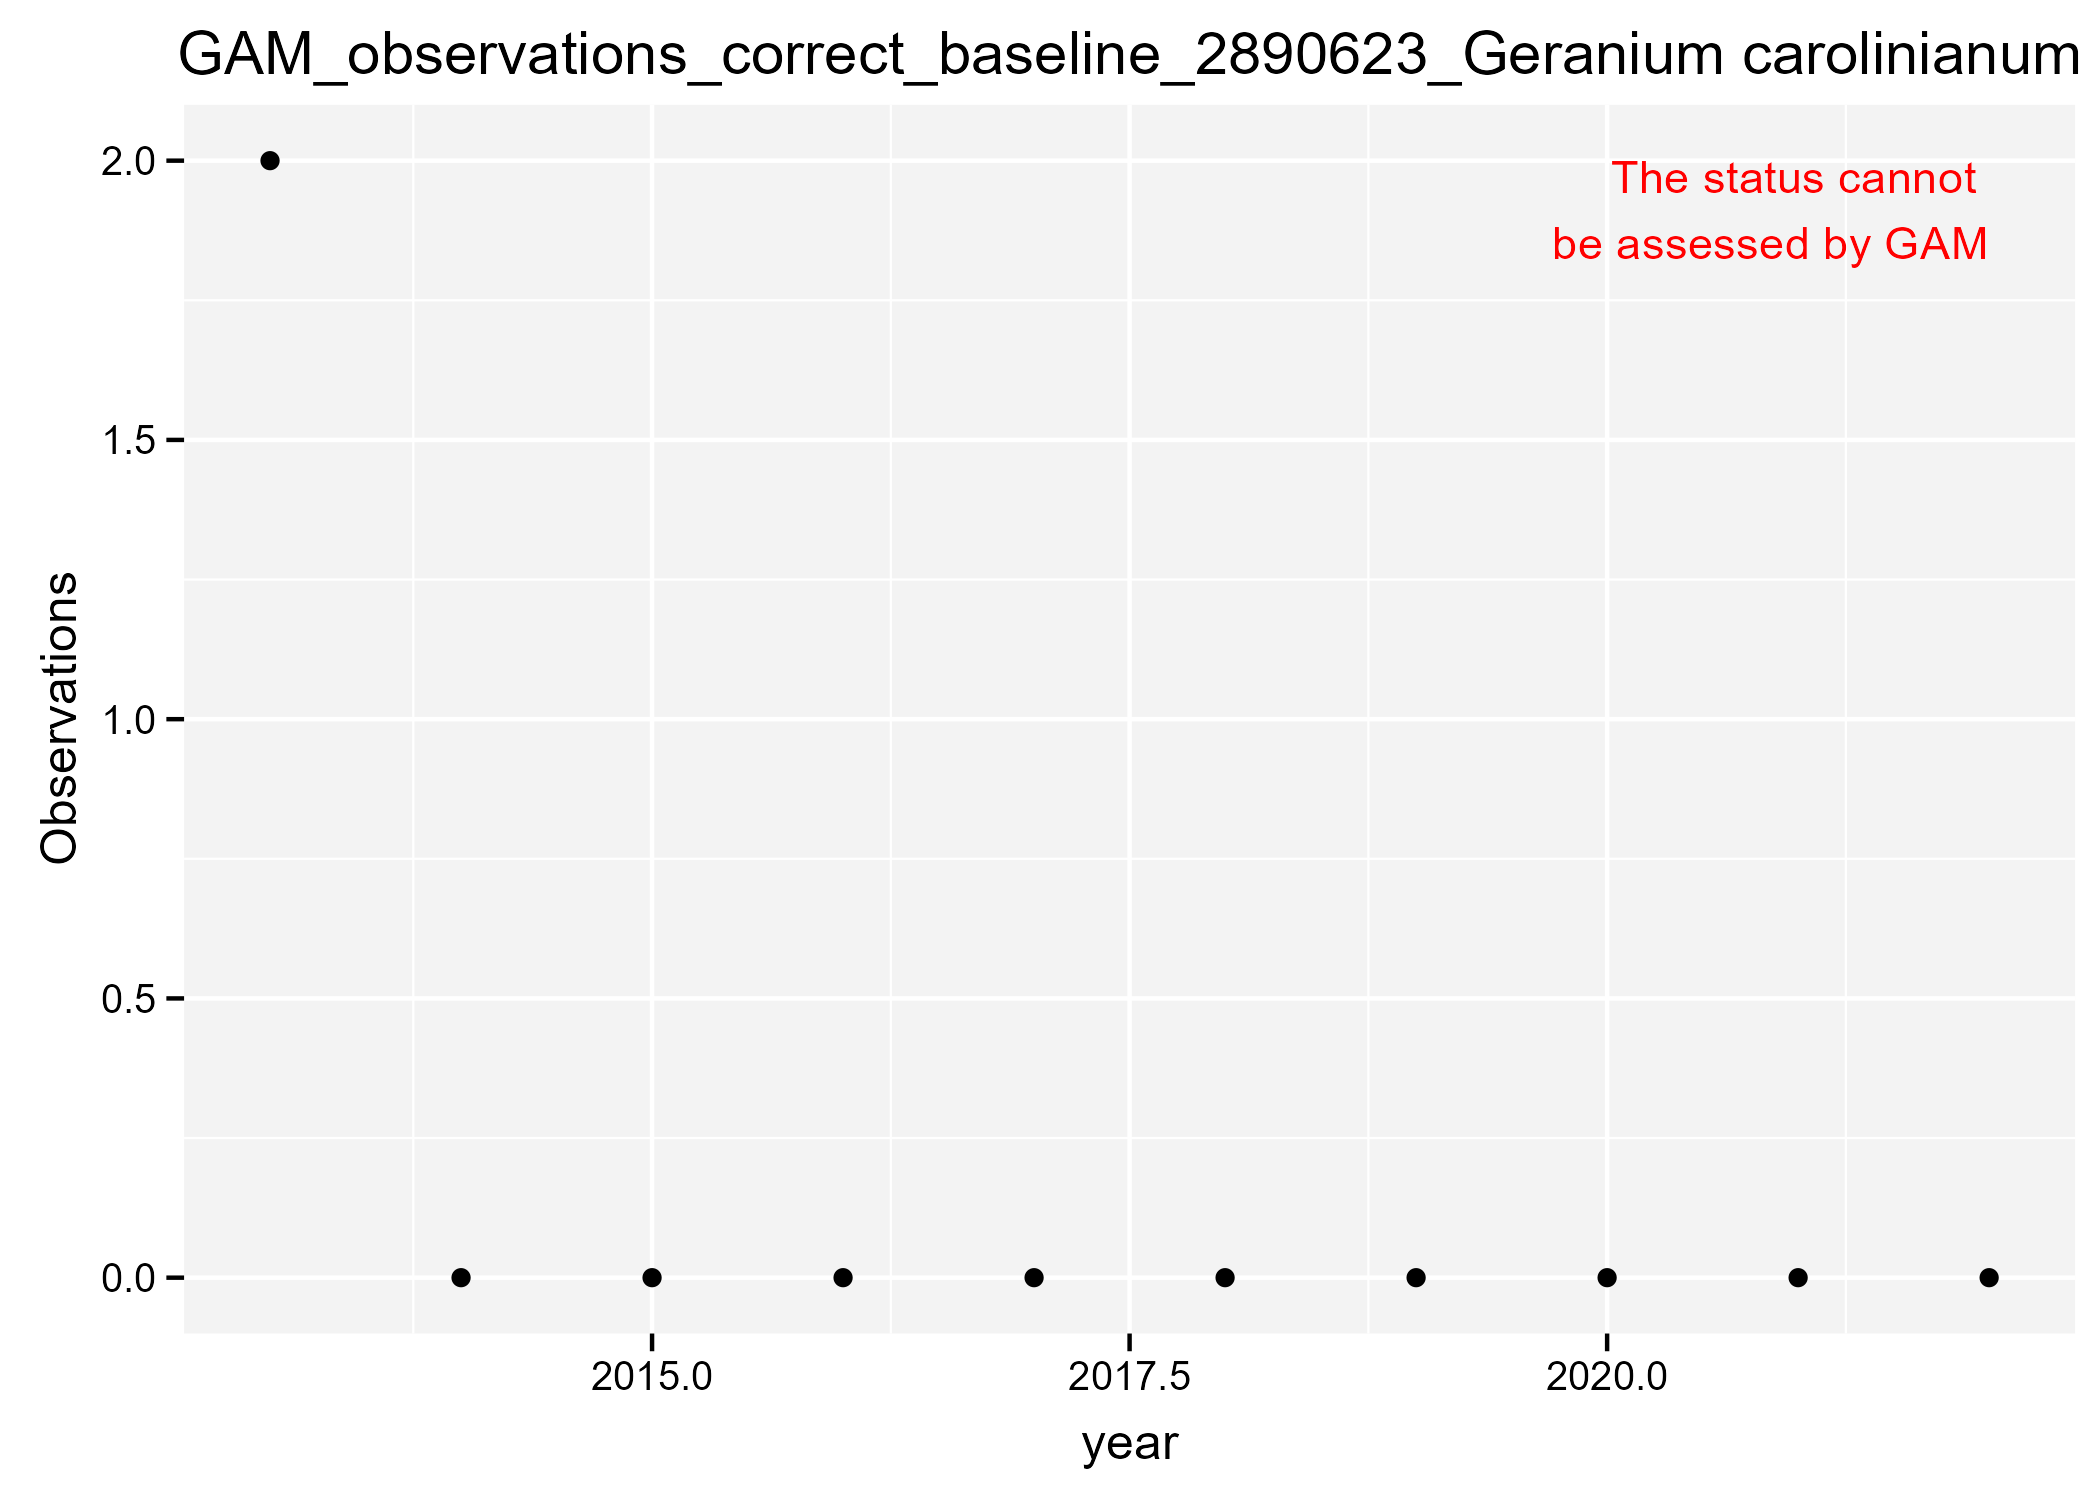 GAM_observations_correct_baseline_2890623_Geranium carolinianum
2.0
The status cannot
be assessed by GAM
1.5
1.0
0.5
0.0
Observations
2015.0 2017.5 2020.0
year